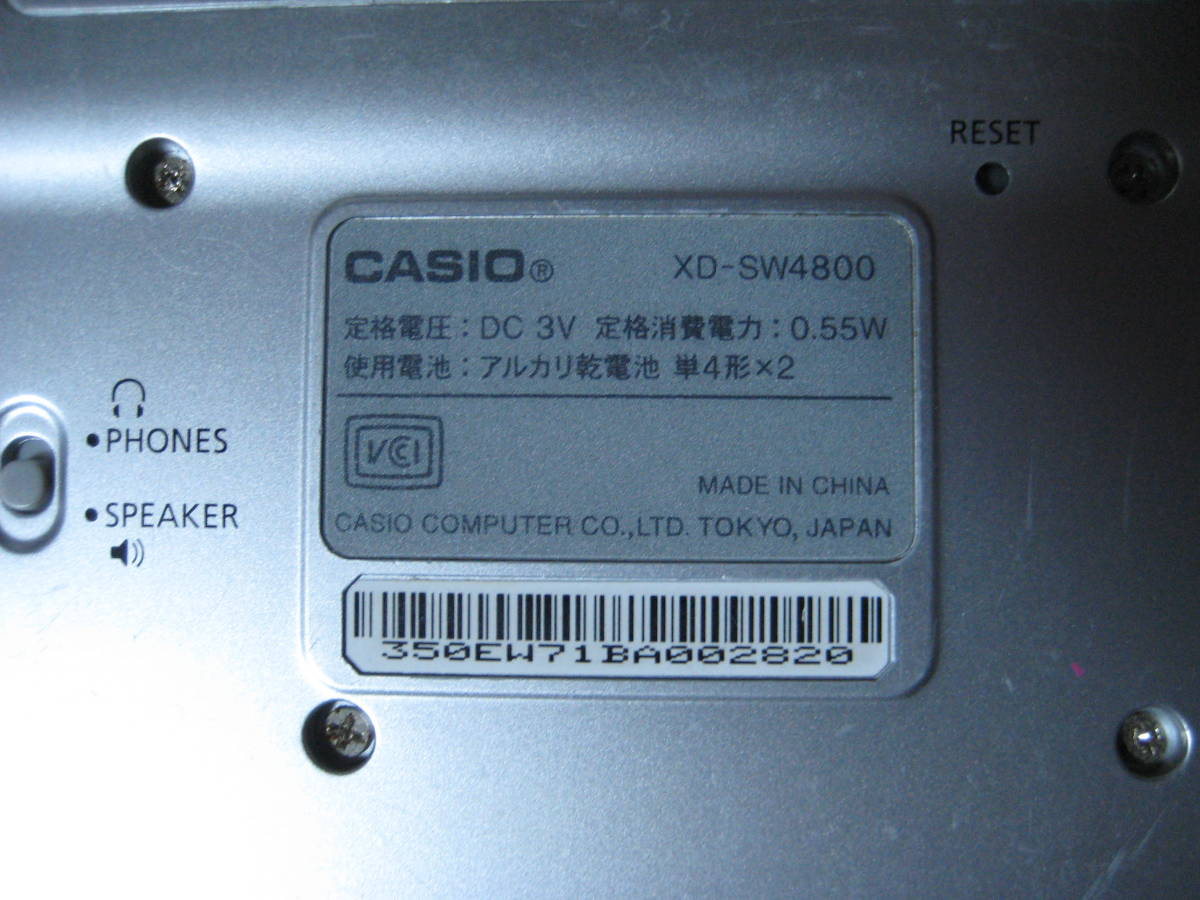 RESET
CASIO® XD-SW4800
定格電圧：DC 3V 定格消費電力：0.55W
使用電池：アルカリ乾電池 単4形×2
•PHONES
VCCI
MADE IN CHINA
•SPEAKER
CASIO COMPUTER CO.,LTD. TOKYO, JAPAN
350EW71BA002820